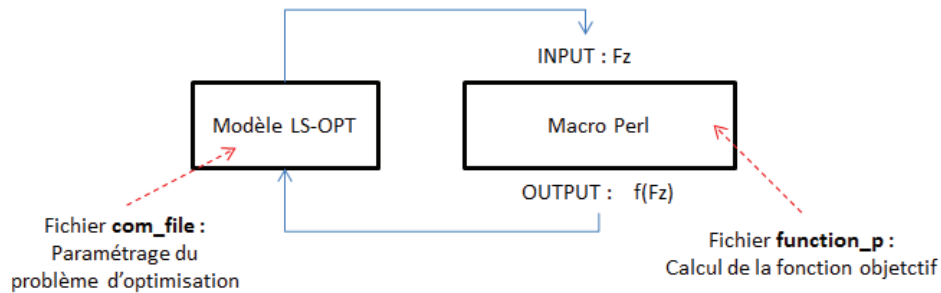 INPUT : Fz
Modèle LS-OPT
Macro Perl
OUTPUT : f(Fz)
Fichier com_file :
Paramétrage du
problème d'optimisation
Fichier function_p :
Calcul de la fonction objetctif